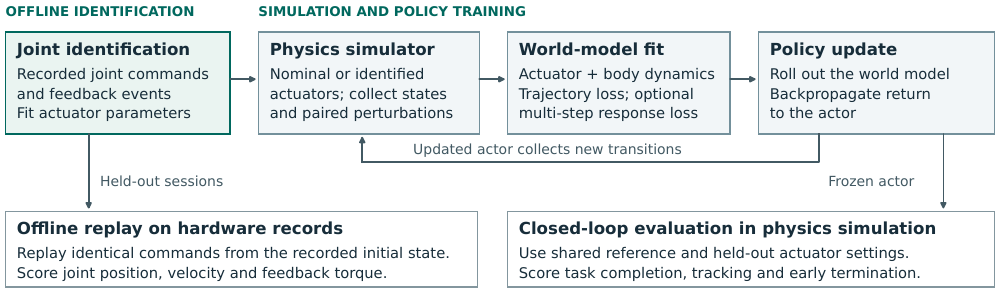 OFFLINE IDENTIFICATION
SIMULATION AND POLICY TRAINING
Joint identification
Recorded joint commands
and feedback events
Fit actuator parameters
Physics simulator
Nominal or identified
actuators; collect states
and paired perturbations
World-model fit
Actuator + body dynamics
Trajectory loss; optional
multi-step response loss
Policy update
Roll out the world model
Backpropagate return
to the actor
Updated actor collects new transitions
Held-out sessions
Frozen actor
Offline replay on hardware records
Replay identical commands from the recorded initial state.
Score joint position, velocity and feedback torque.
Closed-loop evaluation in physics simulation
Use shared reference and held-out actuator settings.
Score task completion, tracking and early termination.